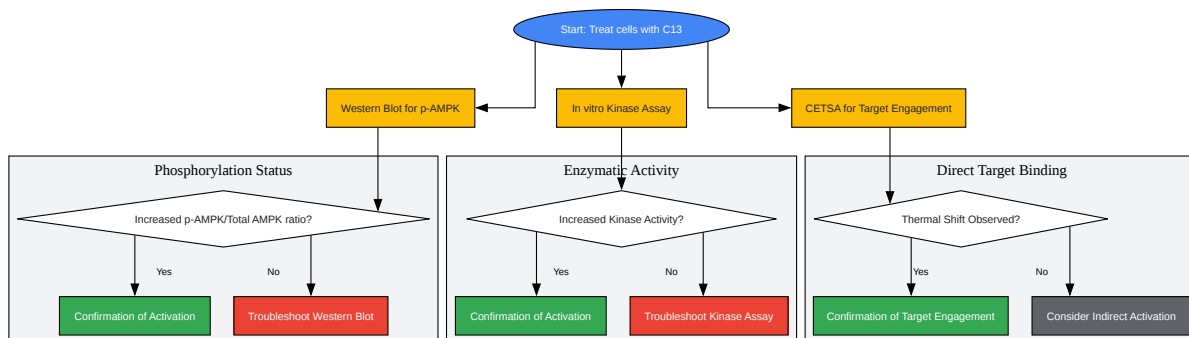 Start: Treat cells with C13
Western Blot for p-AMPK
In vitro Kinase Assay
CETSA for Target Engagement
Phosphorylation Status
Enzymatic Activity
Direct Target Binding
Increased p-AMPK/Total AMPK ratio?
Increased Kinase Activity?
Thermal Shift Observed?
Yes
No
Yes
No
Yes
No
Confirmation of Activation
Troubleshoot Western Blot
Confirmation of Activation
Troubleshoot Kinase Assay
Confirmation of Target Engagement
Consider Indirect Activation